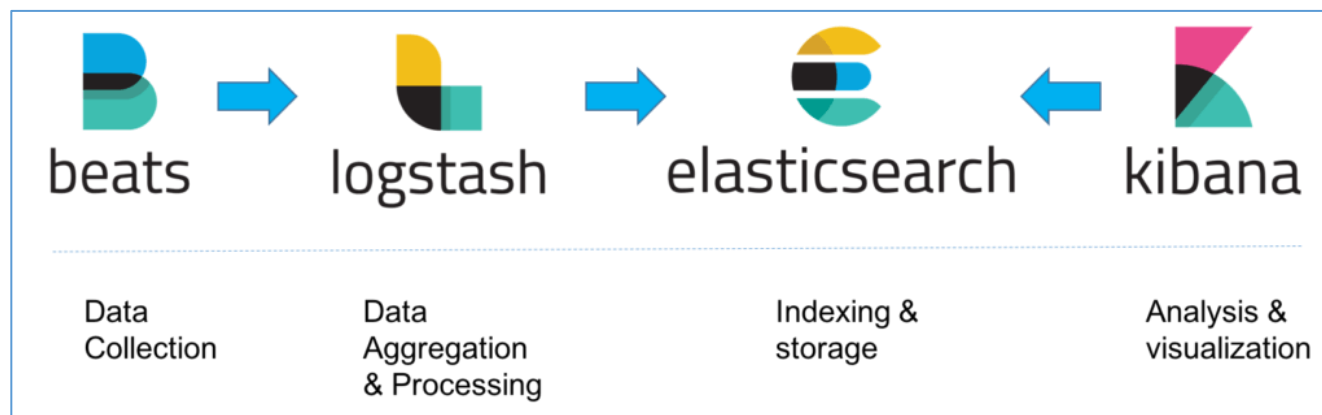 beats
logstash
elasticsearch
kibana
Data
Collection
Data
Aggregation
& Processing
Indexing &
storage
Analysis &
visualization